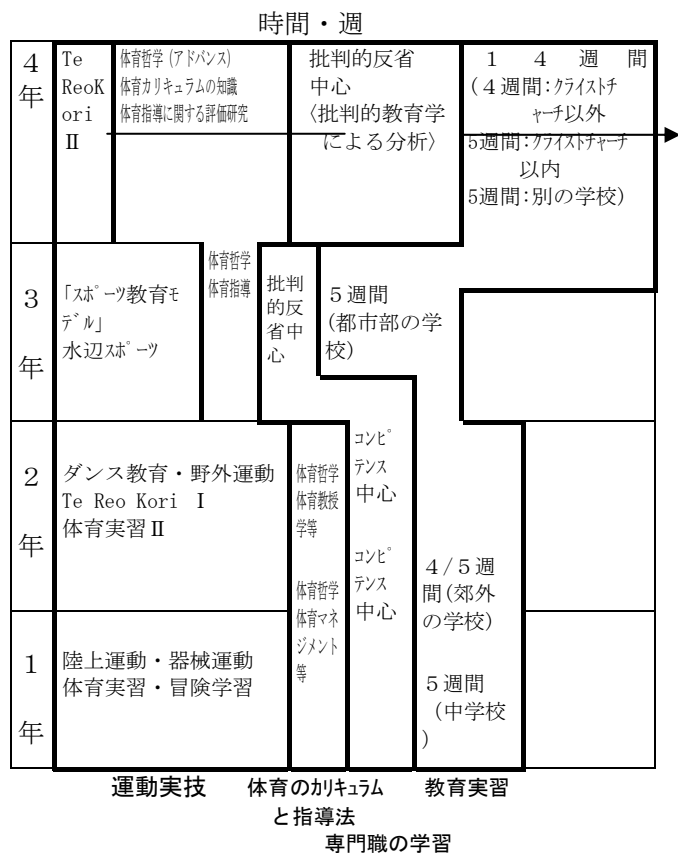 時間・週
4
年
Te
ReoK
ori
Ⅱ
体育哲学 (アドバンス)
体育カリキュラムの知識
体育指導に関する評価研究
批判的反省
中心
〈批判的教育学
による分析〉
14週間
(4週間:クライストチ
ャーチ以外
5週間:クライストチャーチ
以内
5週間:別の学校)
3
年
「スポーツ教育モ
デル」
水辺スポーツ
体育哲学
体育指導
批判
的反
省中
心
5週間
(都市部の学
校)
2
年
ダンス教育・野外運動
Te Reo Kori Ⅰ
体育実習Ⅱ
体育哲学
体育教授
学等
コンピ
テンス
中心
1
年
陸上運動・器械運動
体育実習・冒険学習
体育哲学
体育マネ
ジメント
等
コンピ
テンス
中心
4/5週
間(郊外
の学校)
5週間
(中学校
)
運動実技
体育のカリキュラム
と指導法
専門職の学習
教育実習